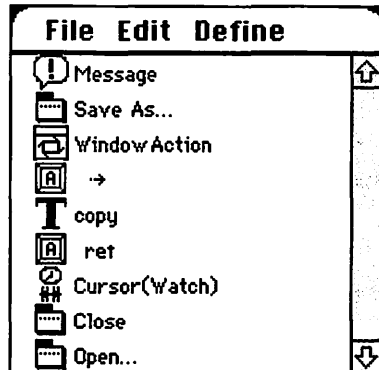 File Edit Define
Message
Save As...
WindowAction
A →
T copy
A ret
Cursor(Watch)
Close
Open...